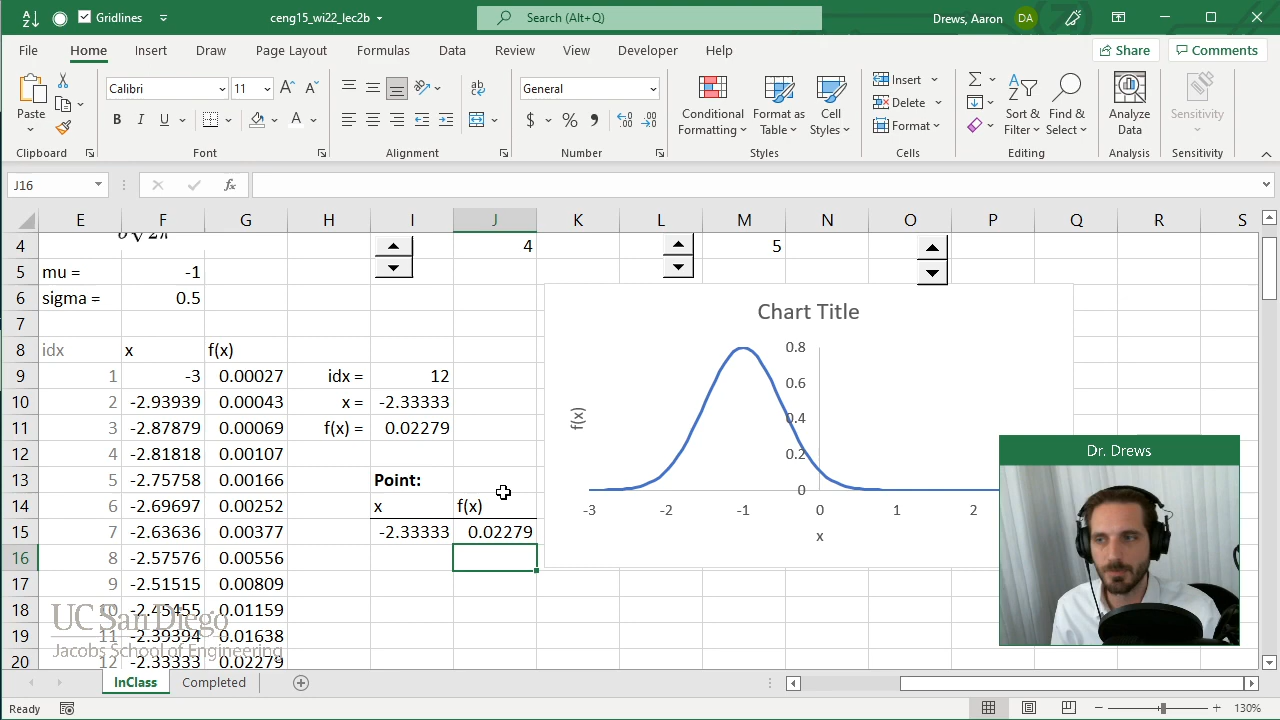 Gridlines ceng15_wi22_lec2b Search (Alt+Q) Drews, Aaron DA
File Home Insert Draw Page Layout Formulas Data Review View Developer Help Share Comments
Calibri 11 General Insert
Paste Conditional Formatting Format as Table Cell Styles Delete Sort & Filter Find & Select Analyze Data Sensitivity
B I U A $ % Format
Clipboard Font Alignment Number Styles Cells Editing Analysis Sensitivity
J16 fx
E F G H I J K L M N O P Q R S
4 4 5
5 mu = -1
6 sigma = 0.5
7
8 idx x f(x)
9 1 -3 0.00027 idx = 12
10 2 -2.93939 0.00043 x = -2.33333
11 3 -2.87879 0.00069 f(x) = 0.02279
12 4 -2.81818 0.00107
13 5 -2.75758 0.00166 Point:
14 6 -2.69697 0.00252 x f(x)
15 7 -2.63636 0.00377 -2.33333 0.02279
16 8 -2.57576 0.00556
17 9 -2.51515 0.00809
18 10 0.01159
19 11 -2.39394 0.01638
20 12 -2.33333 0.02279
Chart Title
0.8
0.6
0.4
0.2
0
f(x)
-3 -2 -1 0 1 2
x
Dr. Drews
UC San Diego
Jacobs School of Engineering
InClass Completed
Ready 130%